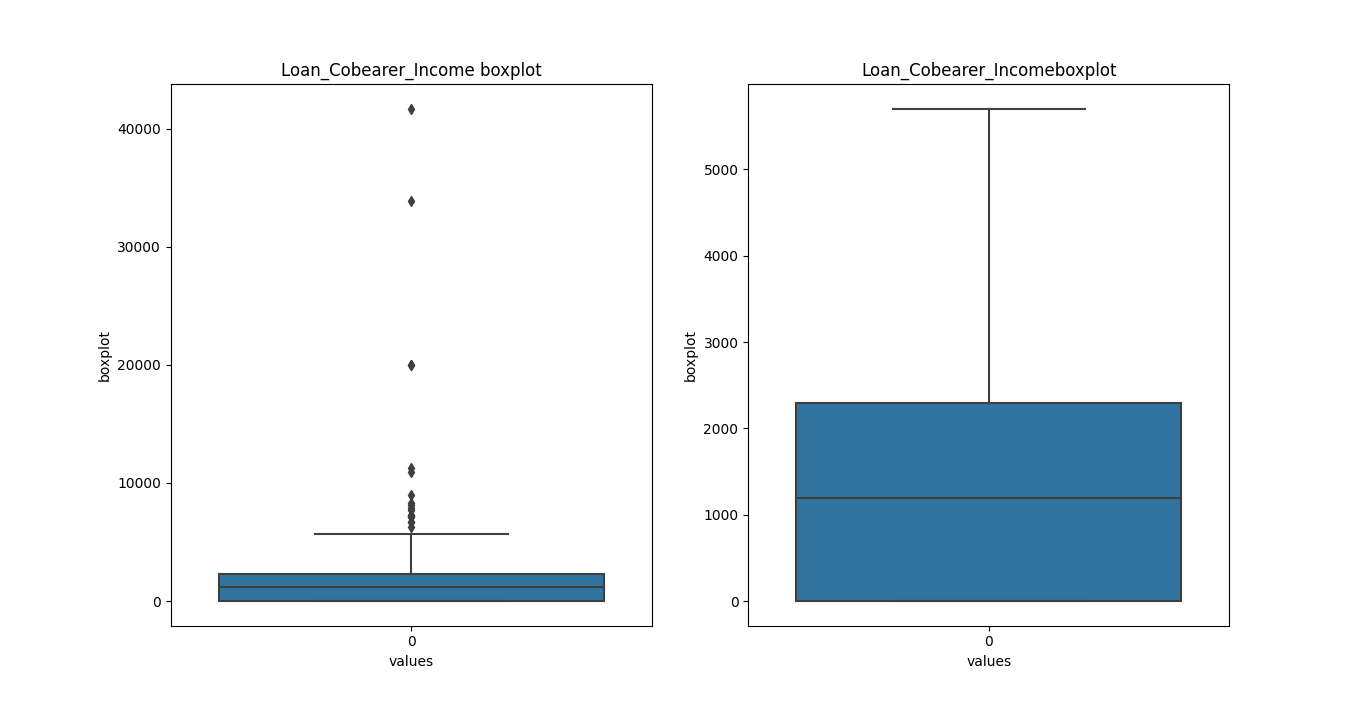 Loan_Cobearer_Income boxplot
40000
30000
20000
10000
0
boxplot
0
values
Loan_Cobearer_Incomeboxplot
5000
4000
3000
2000
1000
0
boxplot
0
values